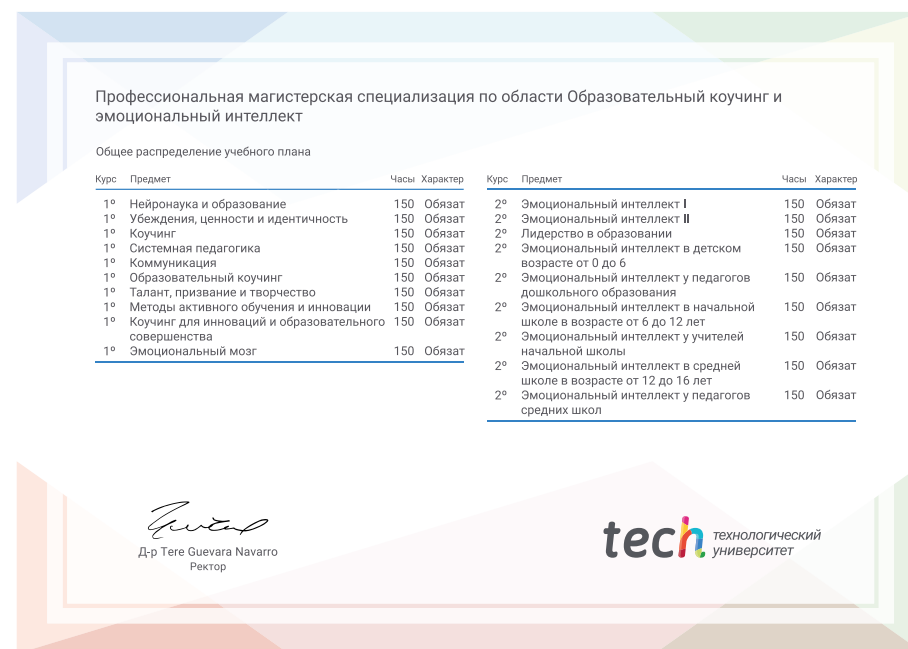 Профессиональная магистерская специализация по области Образовательный коучинг и
эмоциональный интеллект
Общее распределение учебного плана
Курс Предмет Часы Характер
1º Нейронаука и образование 150 Обязат
1º Убеждения, ценности и идентичность 150 Обязат
1º Коучинг 150 Обязат
1º Системная педагогика 150 Обязат
1º Коммуникация 150 Обязат
1º Образовательный коучинг 150 Обязат
1º Талант, призвание и творчество 150 Обязат
1º Методы активного обучения и инновации 150 Обязат
1º Коучинг для инноваций и образовательного 150 Обязат
совершенства
1º Эмоциональный мозг 150 Обязат
Курс Предмет Часы Характер
2º Эмоциональный интеллект I 150 Обязат
2º Эмоциональный интеллект II 150 Обязат
2º Лидерство в образовании 150 Обязат
2º Эмоциональный интеллект в детском 150 Обязат
возрасте от 0 до 6
2º Эмоциональный интеллект у педагогов 150 Обязат
дошкольного образования
2º Эмоциональный интеллект в начальной 150 Обязат
школе в возрасте от 6 до 12 лет
2º Эмоциональный интеллект у учителей 150 Обязат
начальной школы
2º Эмоциональный интеллект в средней 150 Обязат
школе в возрасте от 12 до 16 лет
2º Эмоциональный интеллект у педагогов 150 Обязат
средних школ
Д-р Tere Guevara Navarro
Ректор
tech технологический
университет